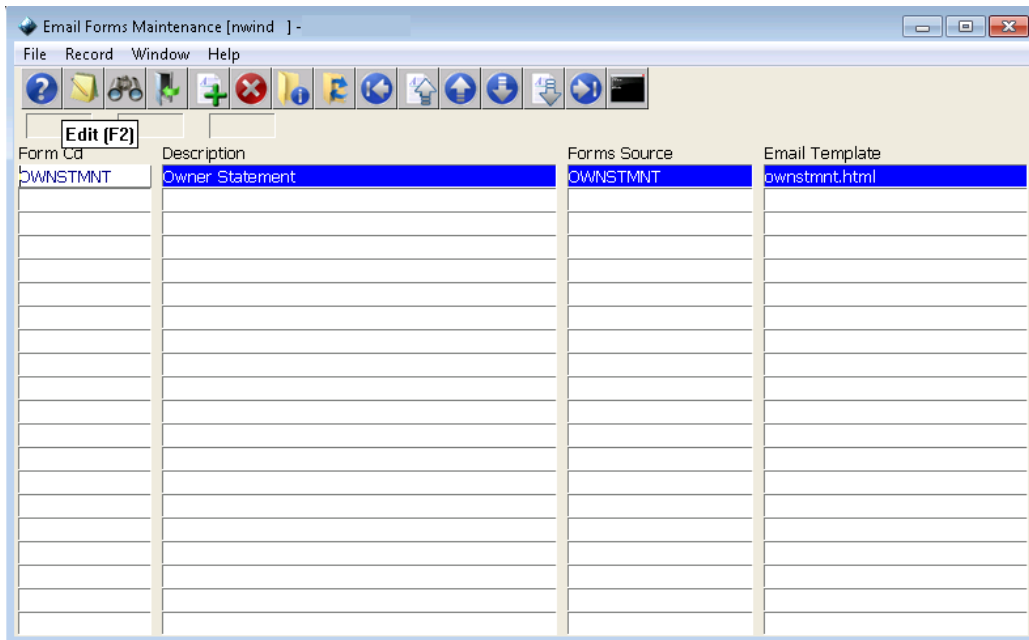 Email Forms Maintenance [nwind ] -
File Record Window Help
Edit (F2)
Form Cd Description Forms Source Email Template
OWNSTMNT Owner Statement OWNSTMNT ownstmnt.html